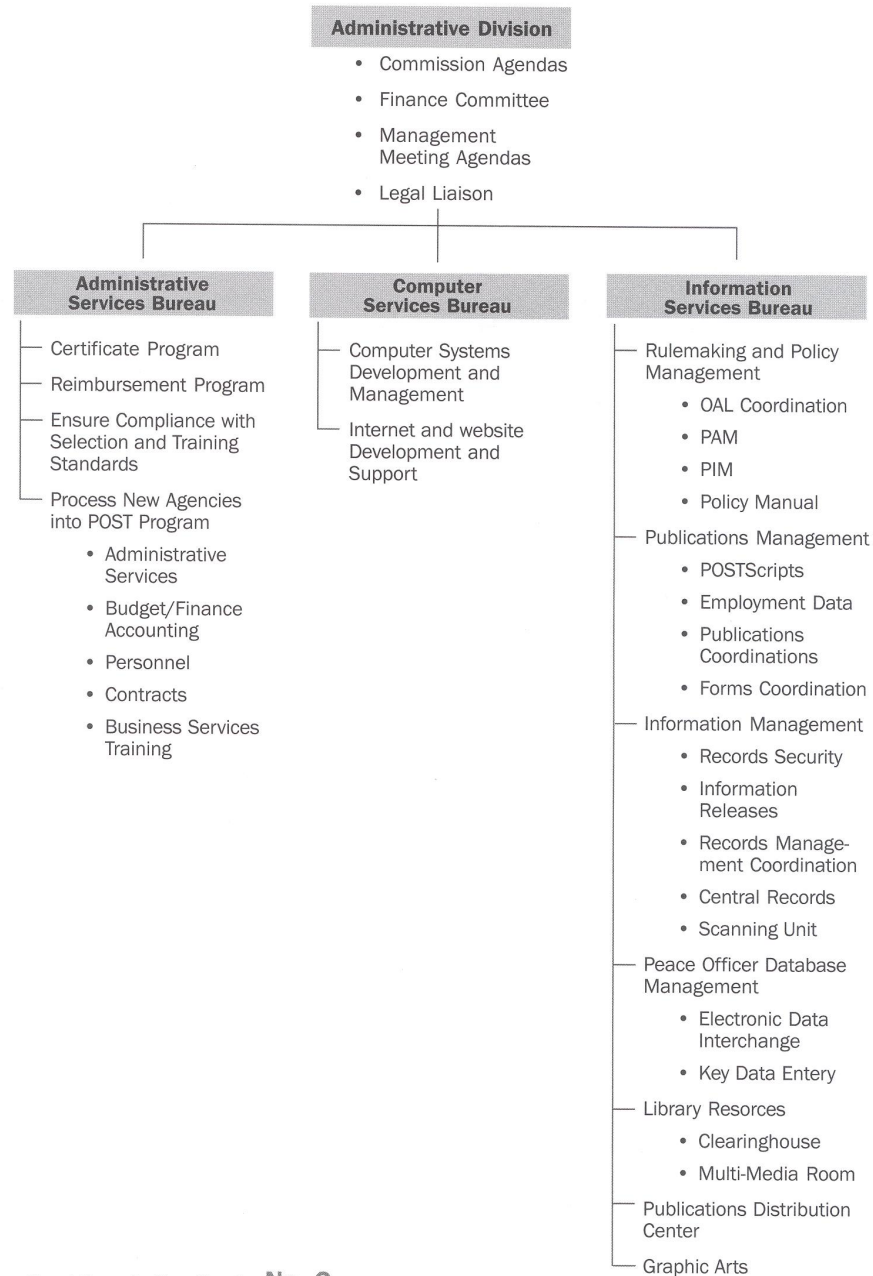 Administrative Division
• Commission Agendas
• Finance Committee
• Management
Meeting Agendas
• Legal Liaison
Administrative
Services Bureau
Certificate Program
Reimbursement Program
Ensure Compliance with
Selection and Training
Standards
Process New Agencies
into POST Program
• Administrative
Services
• Budget/Finance
Accounting
• Personnel
• Contracts
• Business Services
Training
Computer
Services Bureau
Computer Systems
Development and
Management
Internet and website
Development and
Support
Information
Services Bureau
Rulemaking and Policy
Management
• OAL Coordination
• PAM
• PIM
• Policy Manual
Publications Management
• POSTScripts
• Employment Data
• Publications
Coordinations
• Forms Coordination
Information Management
• Records Security
• Information
Releases
• Records Manage-
ment Coordination
• Central Records
• Scanning Unit
Peace Officer Database
Management
• Electronic Data
Interchange
• Key Data Entery
Library Resorces
• Clearinghouse
• Multi-Media Room
Publications Distribution
Center
Graphic Arts